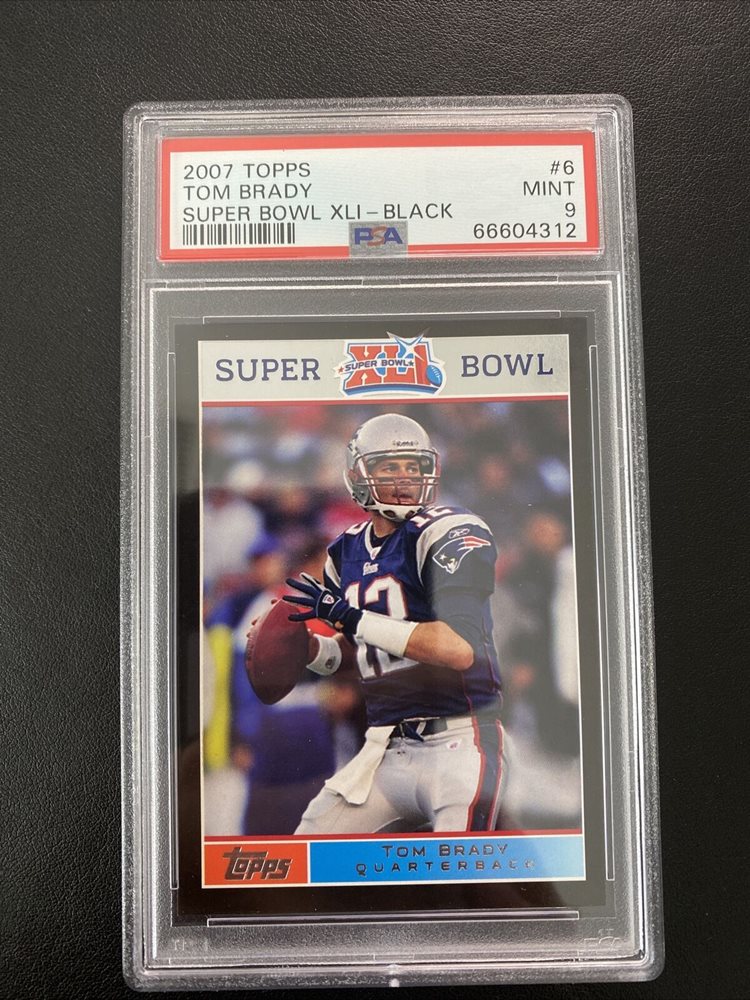 2007 TOPPS #6
TOM BRADY MINT
SUPER BOWL XLI-BLACK 9
PSA 66604312
SUPER XLI SUPER BOWL BOWL
12
12
Topps
TOM BRADY
QUARTERBACK